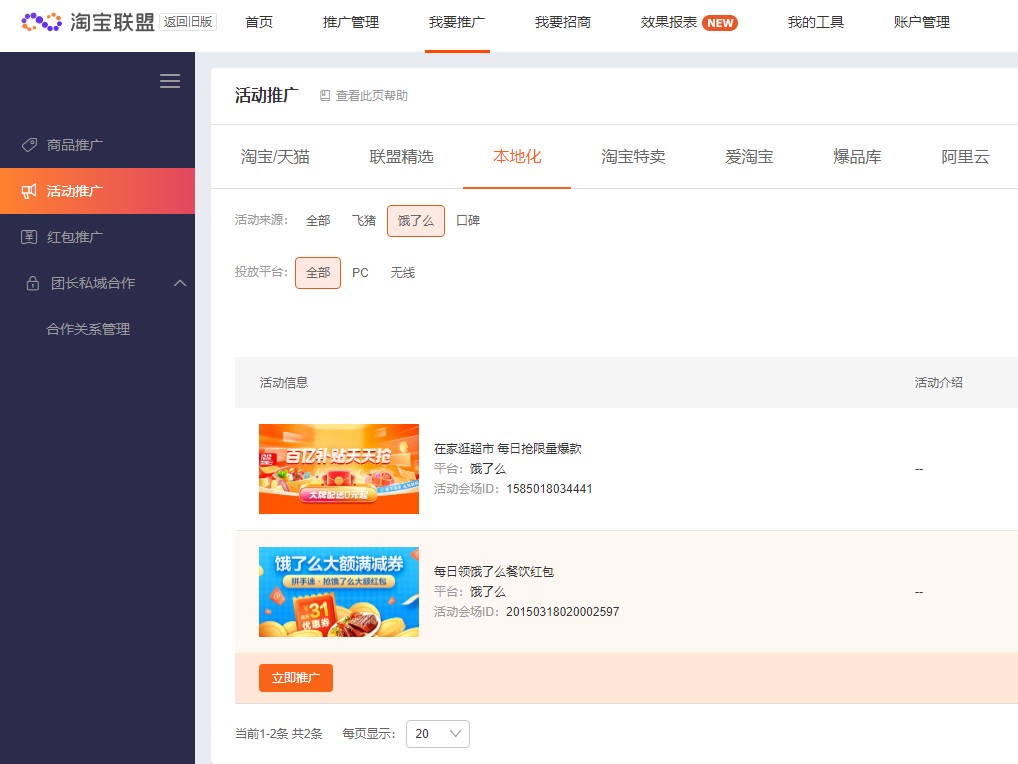 淘宝联盟 返回旧版 首页 推广管理 我要推广 我要招商 效果报表 NEW 我的工具 账户管理
商品推广
活动推广
红包推广
团长私域合作
合作关系管理
活动推广 查看此页帮助
淘宝/天猫 联盟精选 本地化 淘宝特卖 爱淘宝 爆品库 阿里云
活动来源: 全部 飞猪 饿了么 口碑
投放平台: 全部 PC 无线
活动信息 活动介绍
百亿补贴天天抢
大牌配送0元起
在家逛超市 每日抢限量爆款
平台: 饿了么
活动会场ID: 1585018034441
--
饿了么大额满减券
拼手速·抢饿了么大额红包
¥31
优惠券
每日领饿了么餐饮红包
平台: 饿了么
活动会场ID: 20150318020002597
--
立即推广
当前1-2条 共2条 每页显示: 20